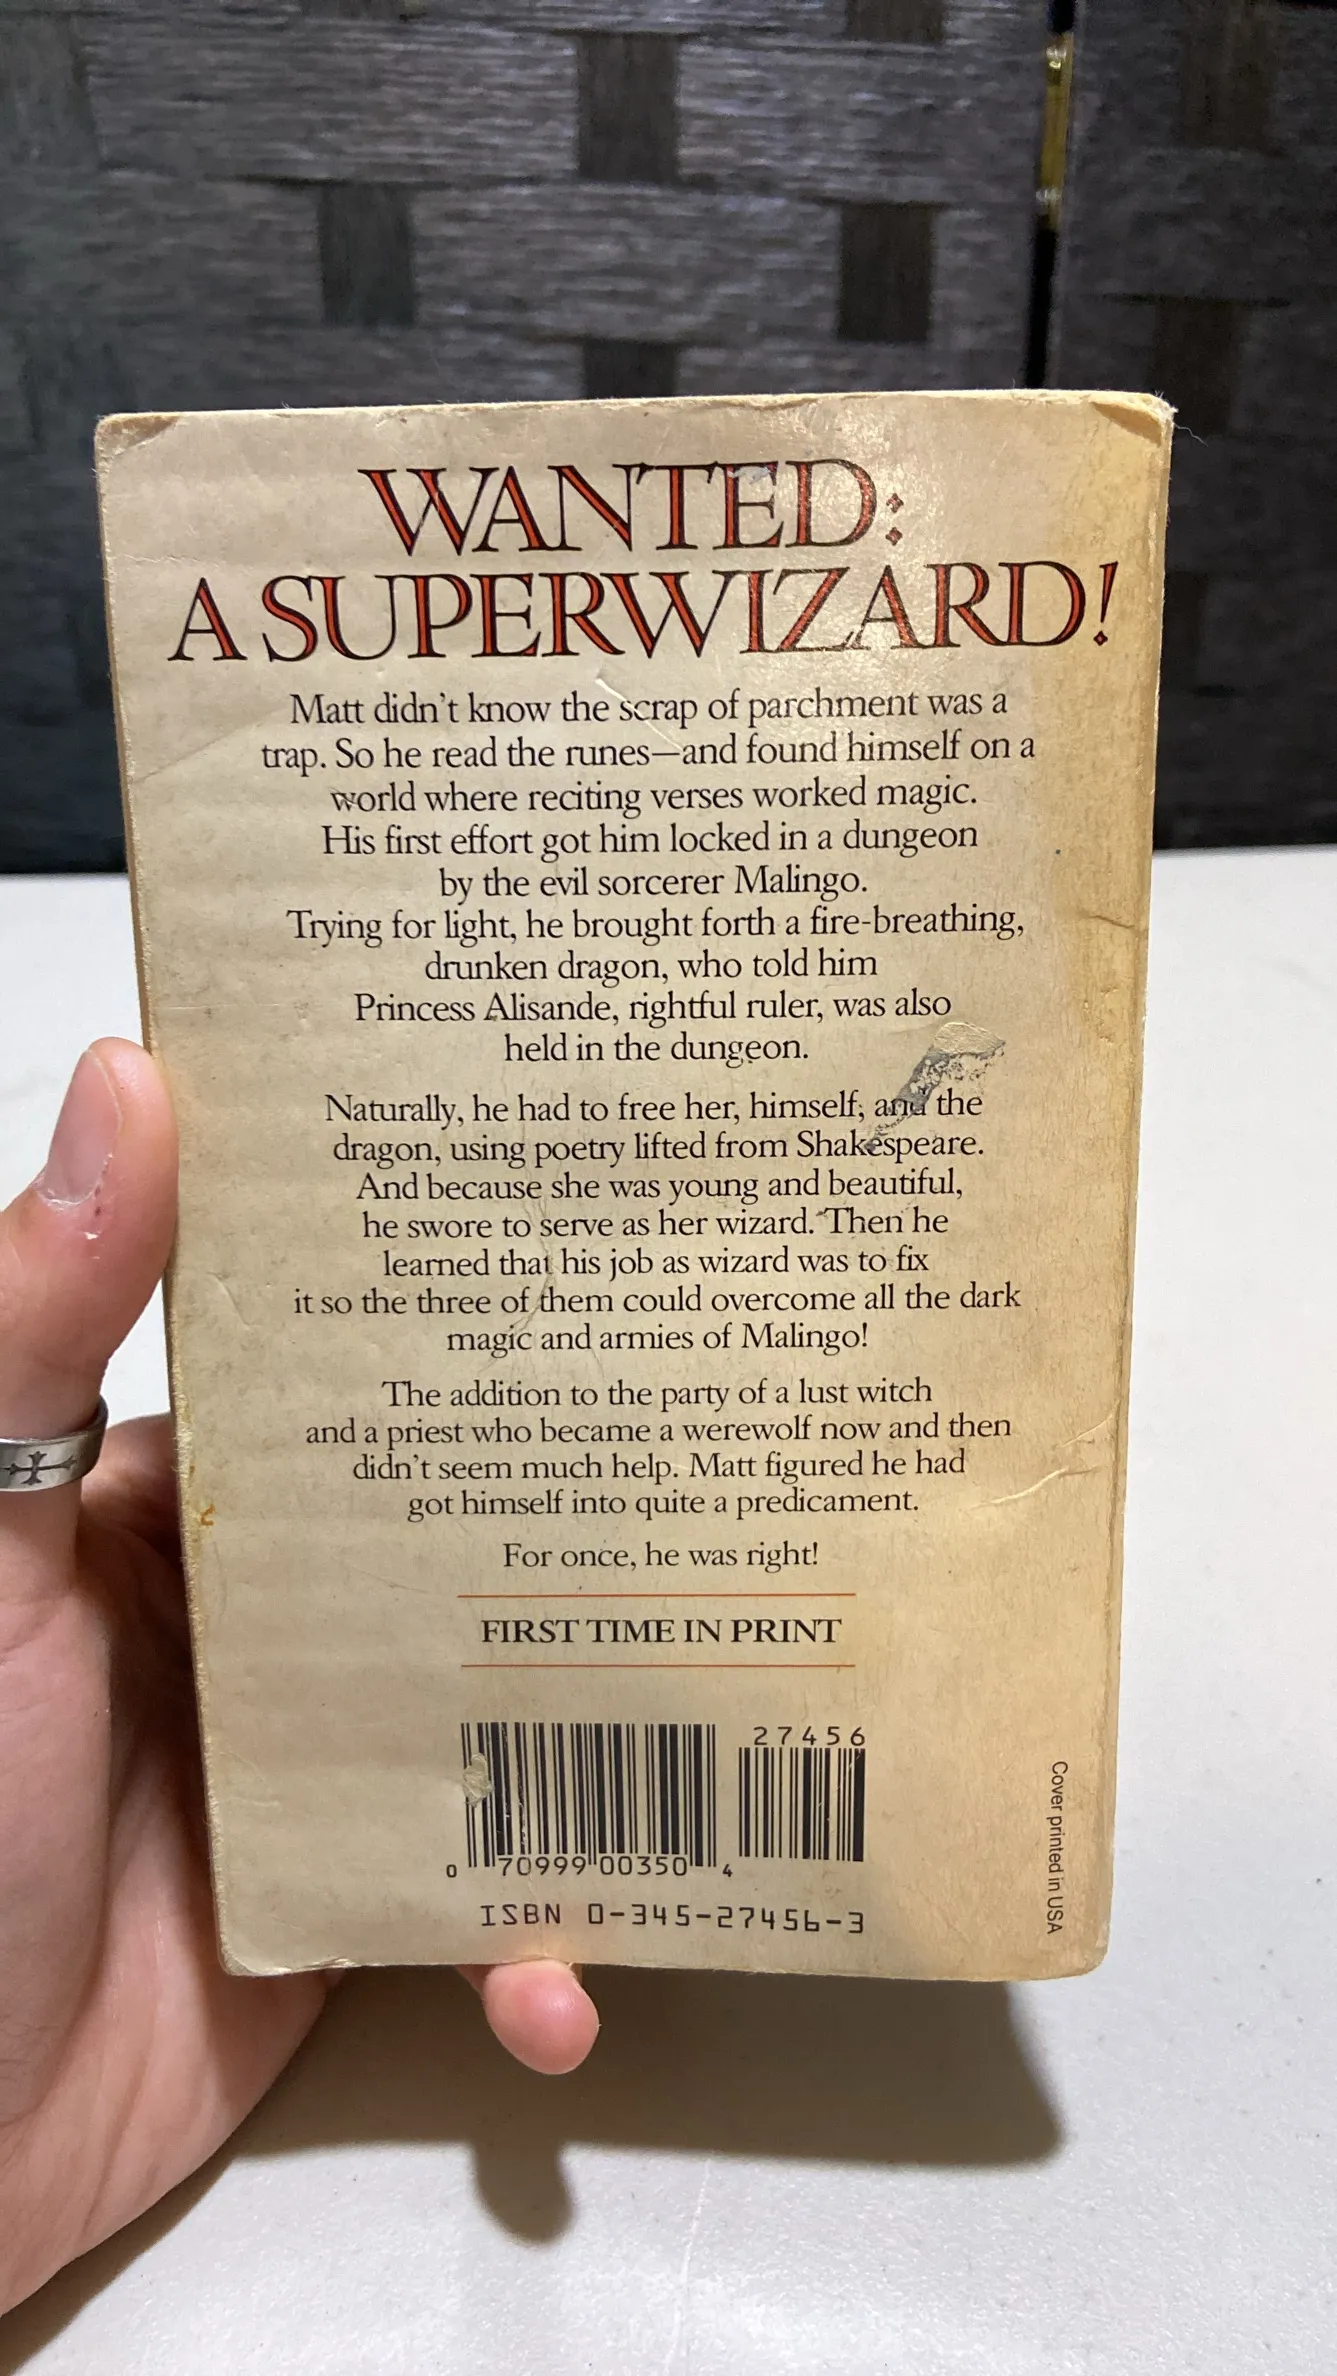 WANTED:
A SUPERWIZARD!
Matt didn't know the scrap of parchment was a
trap. So he read the runes—and found himself on a
world where reciting verses worked magic.
His first effort got him locked in a dungeon
by the evil sorcerer Malingo.
Trying for light, he brought forth a fire-breathing,
drunken dragon, who told him
Princess Alisande, rightful ruler, was also
held in the dungeon.
Naturally, he had to free her, himself, and the
dragon, using poetry lifted from Shakespeare.
And because she was young and beautiful,
he swore to serve as her wizard. Then he
learned that his job as wizard was to fix
it so the three of them could overcome all the dark
magic and armies of Malingo!
The addition to the party of a lust witch
and a priest who became a werewolf now and then
didn't seem much help. Matt figured he had
got himself into quite a predicament.
For once, he was right!
FIRST TIME IN PRINT
27456
0 70999 00350 4
ISBN 0-345-27456-3
Cover printed in USA